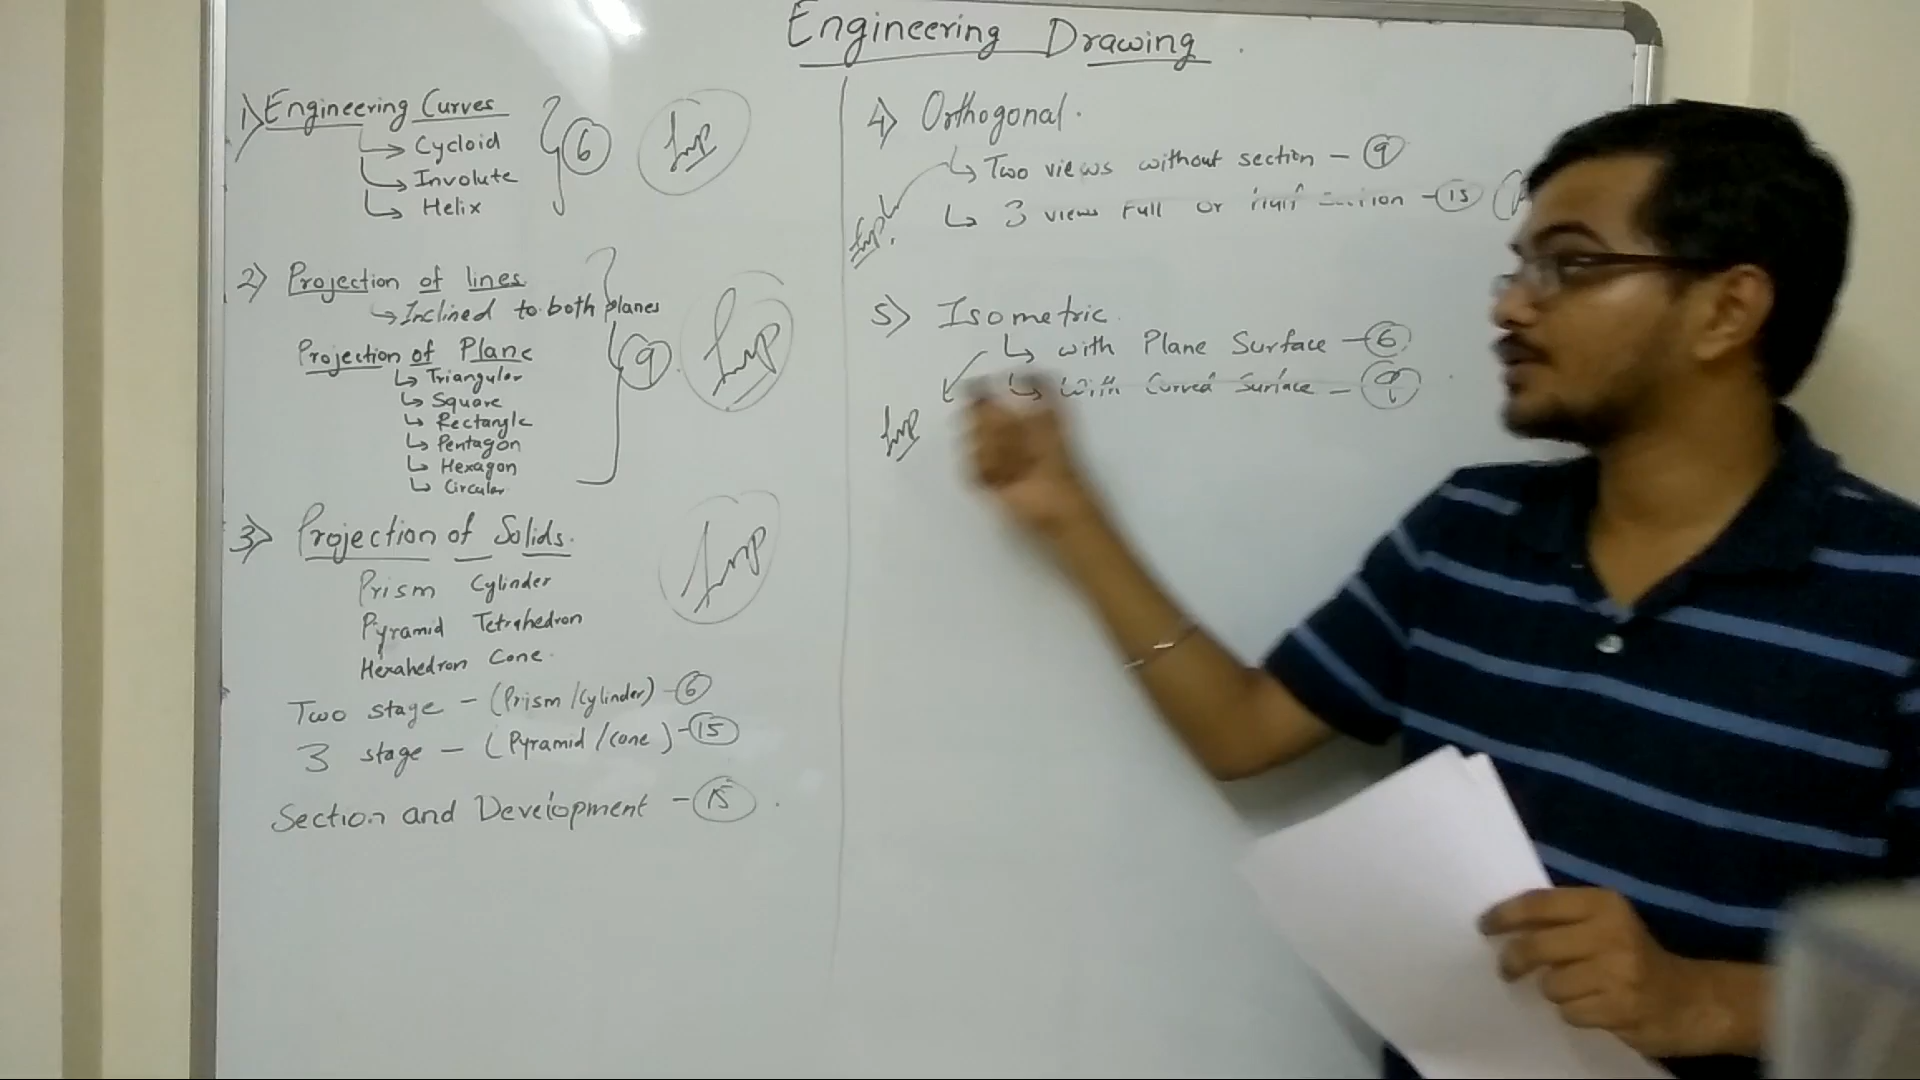 Engineering Drawing
1) Engineering Curves
Cycloid
Involute
Helix
6
Imp
2) Projection of lines
Inclined to both planes
Projection of Plane
Triangular
Square
Rectangle
Pentagon
Hexagon
Circular
9
Imp
3) Projection of Solids.
Imp
Prism Cylinder
Pyramid Tetrahedron
Hexahedron Cone
Two stage - (Prism/cylinder) - 6
3 stage - (Pyramid/cone) - 15
Section and Development - 15
4) Orthogonal.
Two views without section - 9
3 views Full or Half section - 15
Imp.
5) Isometric
with Plane Surface - 6
with Curved Surface - 9
Imp